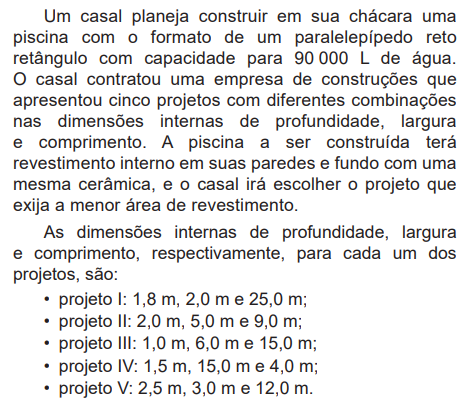 Um casal planeja construir em sua chácara uma
piscina com o formato de um paralelepípedo reto
retângulo com capacidade para 90 000 L de água.
O casal contratou uma empresa de construções que
apresentou cinco projetos com diferentes combinações
nas dimensões internas de profundidade, largura
e comprimento. A piscina a ser construída terá
revestimento interno em suas paredes e fundo com uma
mesma cerâmica, e o casal irá escolher o projeto que
exija a menor área de revestimento.
As dimensões internas de profundidade, largura
e comprimento, respectivamente, para cada um dos
projetos, são:
• projeto I: 1,8 m, 2,0 m e 25,0 m;
• projeto II: 2,0 m, 5,0 m e 9,0 m;
• projeto III: 1,0 m, 6,0 m e 15,0 m;
• projeto IV: 1,5 m, 15,0 m e 4,0 m;
• projeto V: 2,5 m, 3,0 m e 12,0 m.